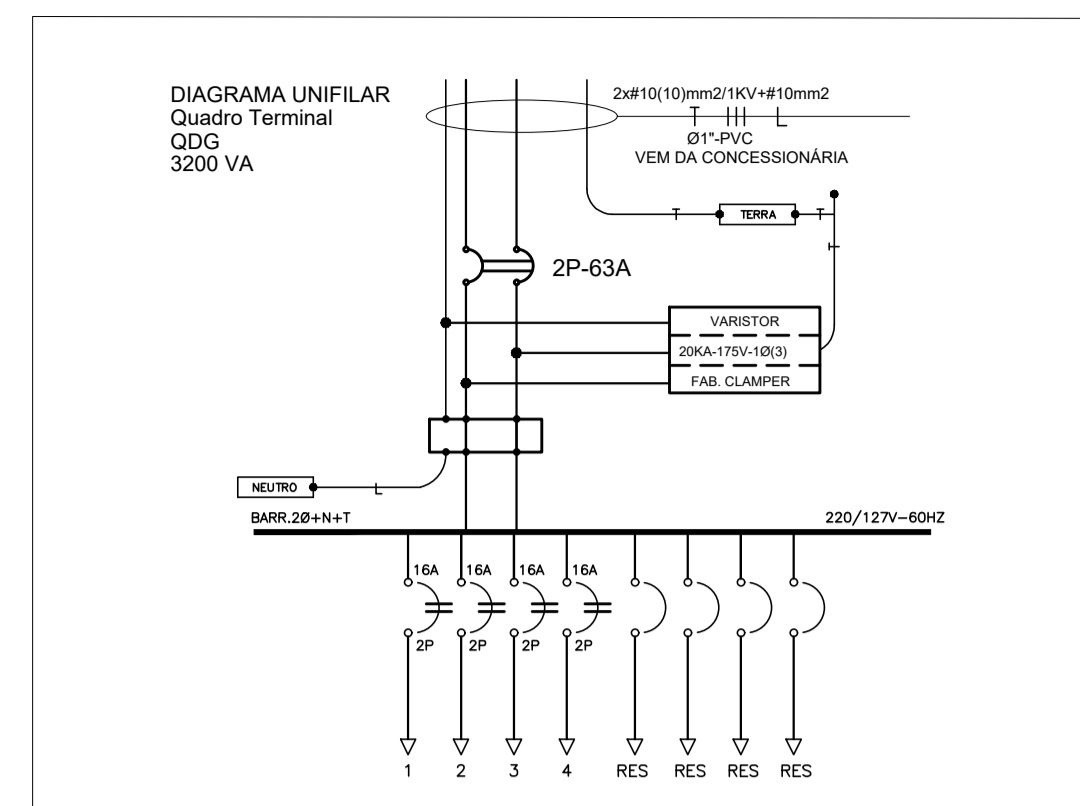 DIAGRAMA UNIFILAR
Quadro Terminal
QDG
3200 VA
2x#10(10)mm2/1KV+#10mm2
Ø1"-PVC
VEM DA CONCESSIONÁRIA
TERRA
2P-63A
VARISTOR
20KA-175V-1Ø(3)
FAB. CLAMPER
NEUTRO
BARR.2Ø+N+T
220/127V-60HZ
16A 16A 16A 16A
2P 2P 2P 2P
1 2 3 4 RES RES RES RES